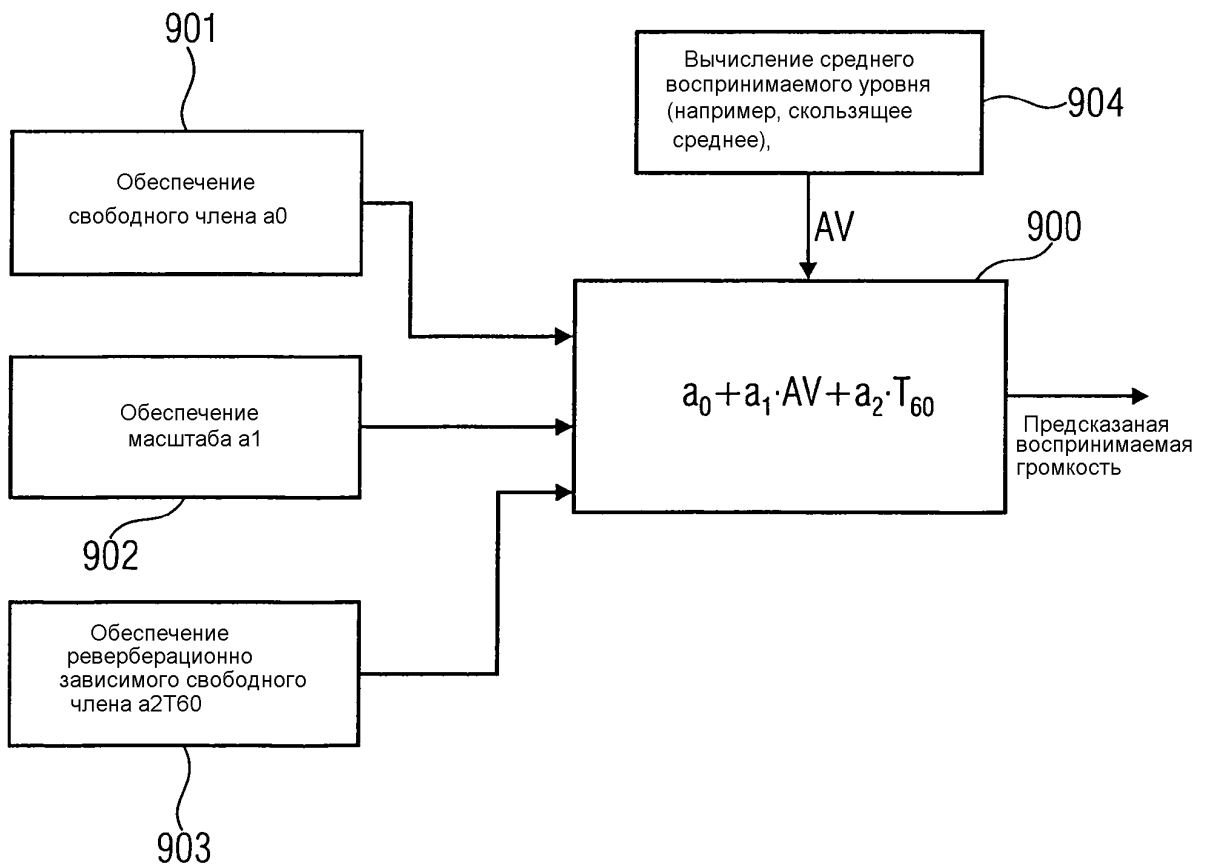 901
Обеспечение
свободного члена a0
Вычисление среднего
воспринимаемого уровня
(например, скользящее
среднее),
904
AV
900
Обеспечение
масштаба a1
902
a₀+a₁·AV+a₂·T₆₀
Предсказаная
воспринимаемая
громкость
Обеспечение
реверберационно
зависимого свободного
члена a2T60
903